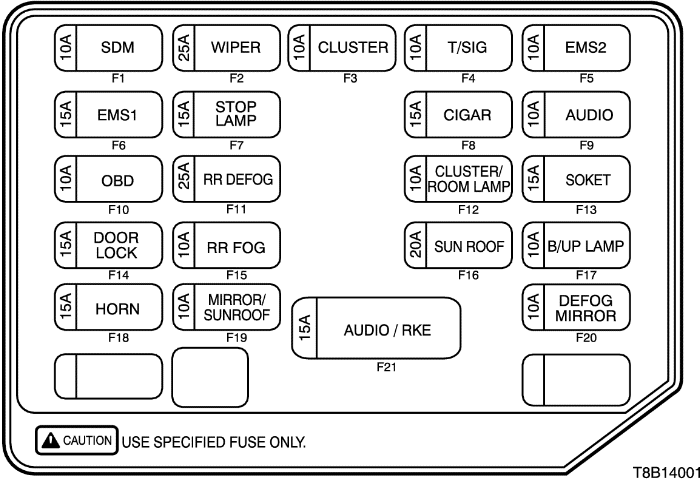 10A SDM 25A WIPER 10A CLUSTER 10A T/SIG 10A EMS2
F1 F2 F3 F4 F5
15A EMS1 15A STOP LAMP 15A CIGAR 10A AUDIO
F6 F7 F8 F9
10A OBD 25A RR DEFOG 10A CLUSTER/ ROOM LAMP 15A SOKET
F10 F11 F12 F13
15A DOOR LOCK 10A RR FOG 20A SUN ROOF 10A B/UP LAMP
F14 F15 F16 F17
15A HORN 10A MIRROR/ SUNROOF 15A AUDIO / RKE 10A DEFOG MIRROR
F18 F19 F20
F21
CAUTION USE SPECIFIED FUSE ONLY.
T8B14001